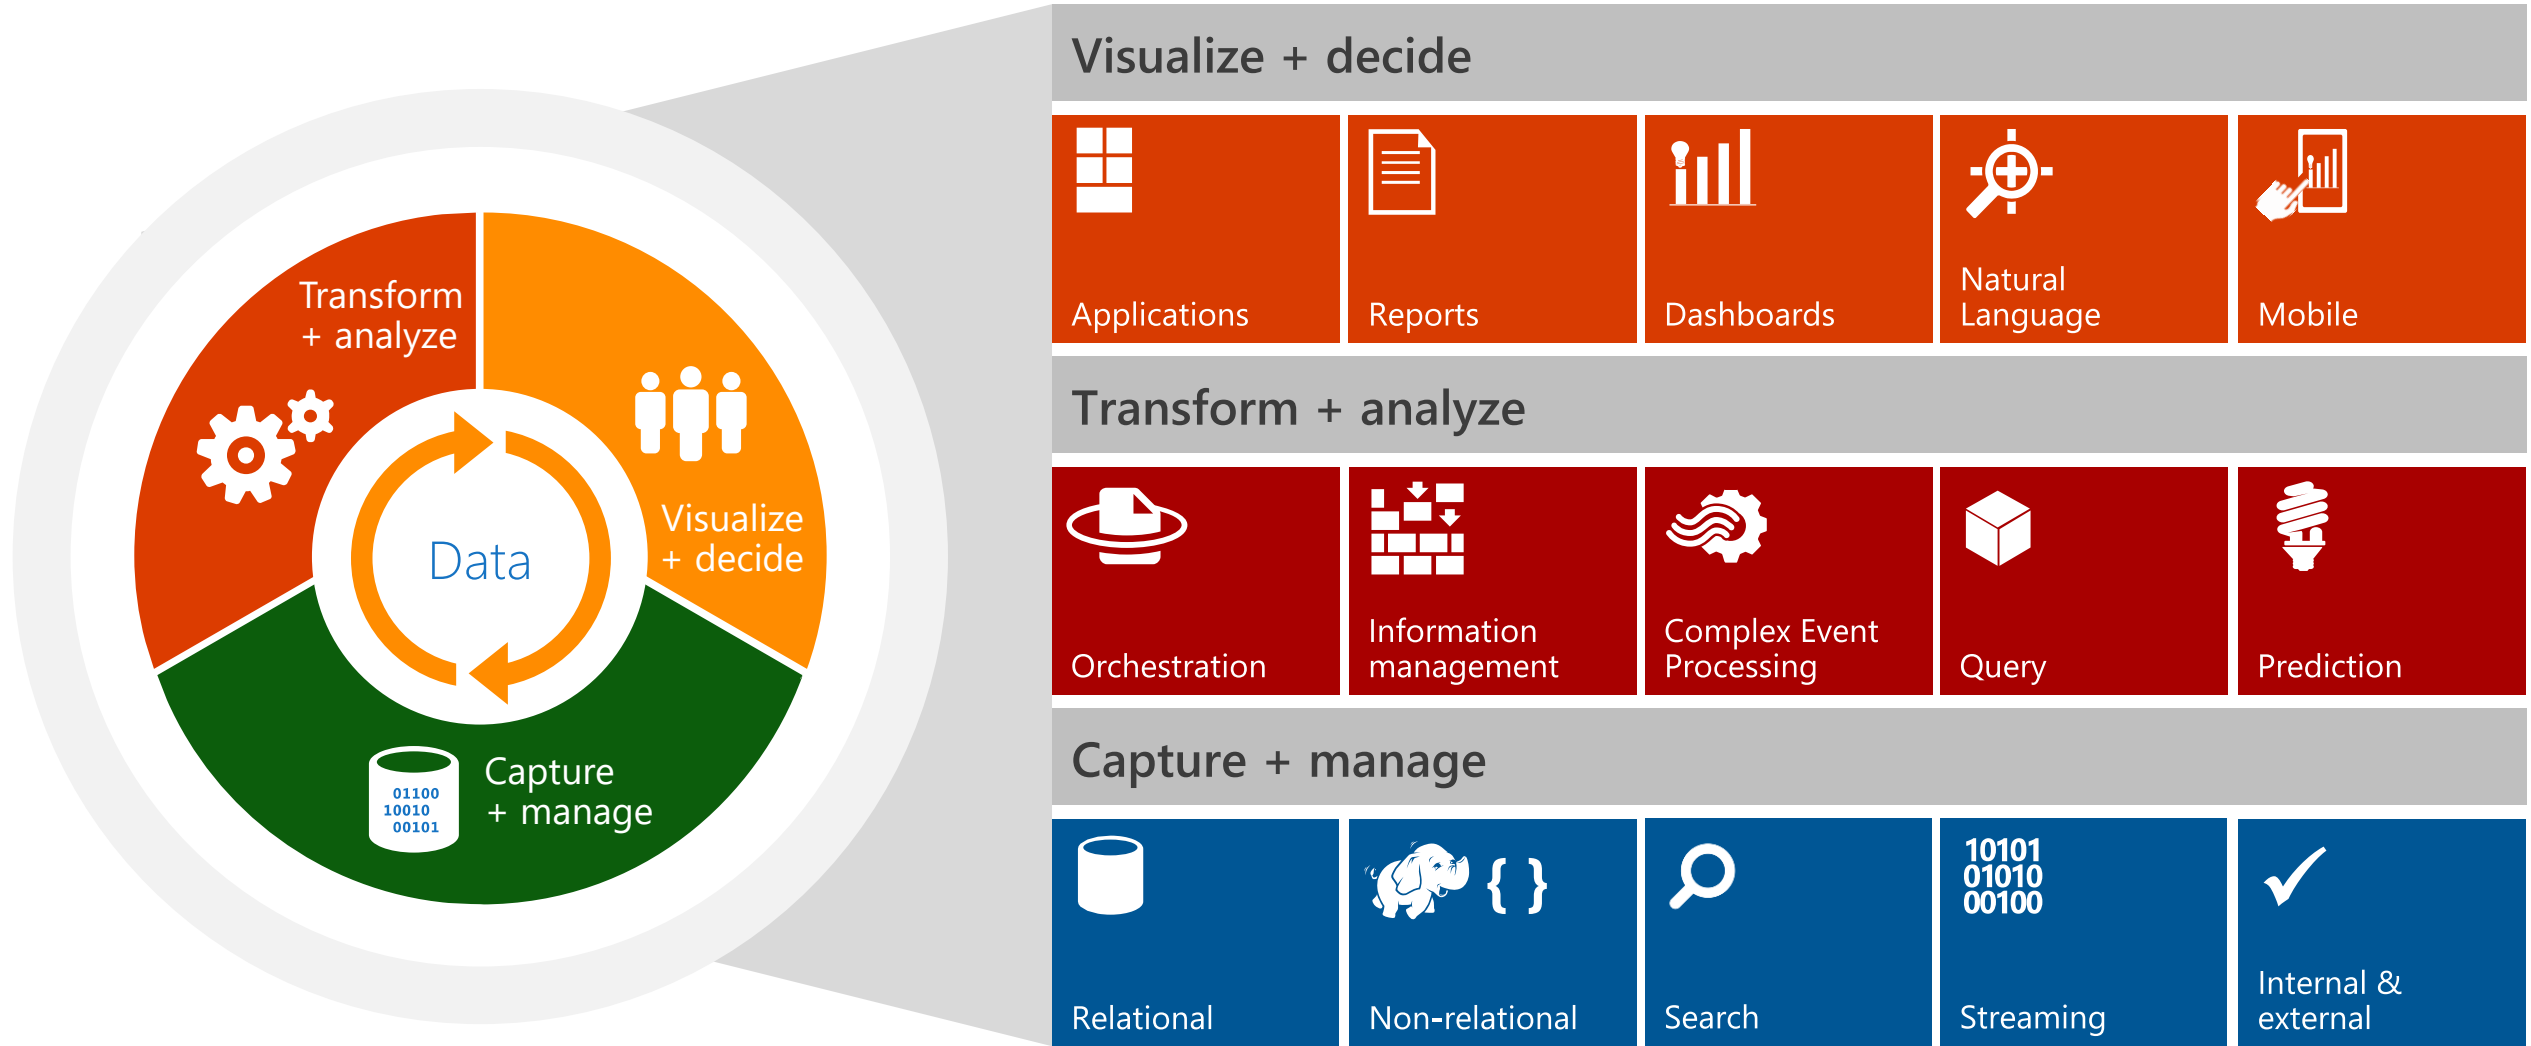 Transform
+ analyze
Visualize
+ decide
Data
01100
10010
00101
Capture
+ manage
Visualize + decide
Applications
Reports
Dashboards
Natural
Language
Mobile
Transform + analyze
Orchestration
Information
management
Complex Event
Processing
Query
Prediction
Capture + manage
Relational
{ }
Non-relational
Search
10101
01010
00100
Streaming
Internal &
external